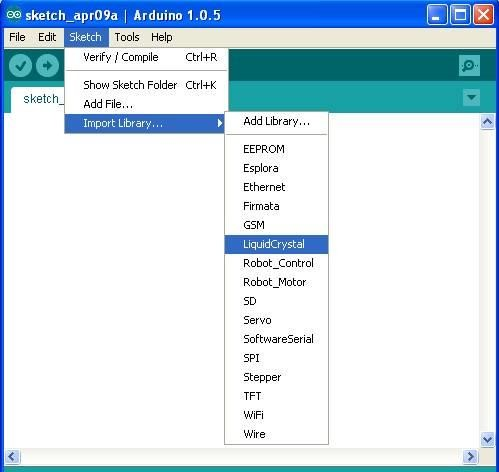 sketch_apr09a | Arduino 1.0.5
File Edit Sketch Tools Help
Verify / Compile Ctrl+R
Show Sketch Folder Ctrl+K
Add File...
sketch_
Import Library...
Add Library...
EEPROM
Esplora
Ethernet
Firmata
GSM
LiquidCrystal
Robot_Control
Robot_Motor
SD
Servo
SoftwareSerial
SPI
Stepper
TFT
WiFi
Wire